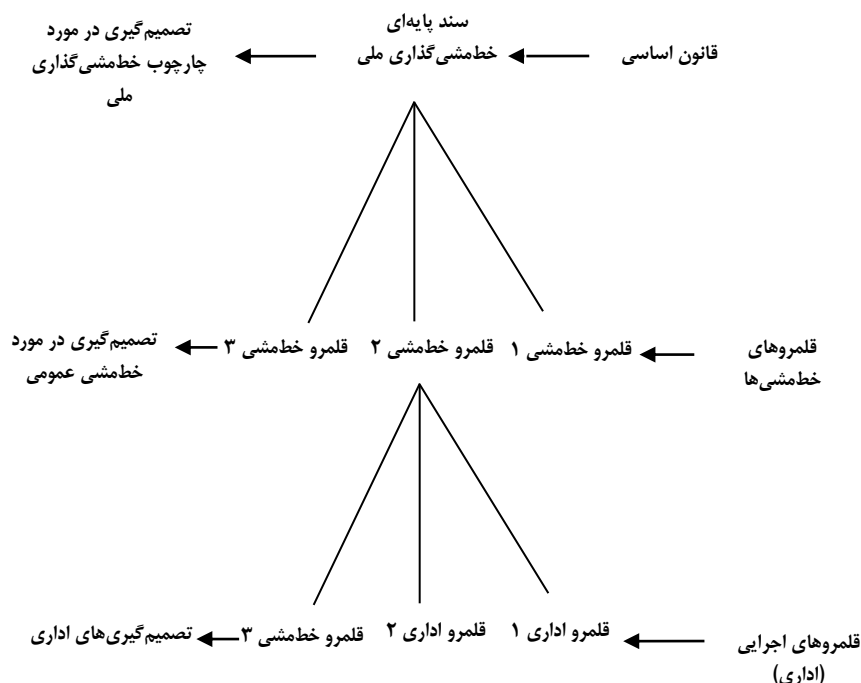 قانون اساسی
سند پایه‌ای
خط‌مشی‌گذاری ملی
تصمیم‌گیری در مورد
چارچوب خط‌مشی‌گذاری
ملی
قلمروهای
خط‌مشی‌ها
قلمرو خط‌مشی ۱
قلمرو خط‌مشی ۲
قلمرو خط‌مشی ۳
تصمیم‌گیری در مورد
خط‌مشی عمومی
قلمروهای اجرایی
(اداری)
قلمرو اداری ۱
قلمرو اداری ۲
قلمرو خط‌مشی ۳
تصمیم‌گیری‌های اداری